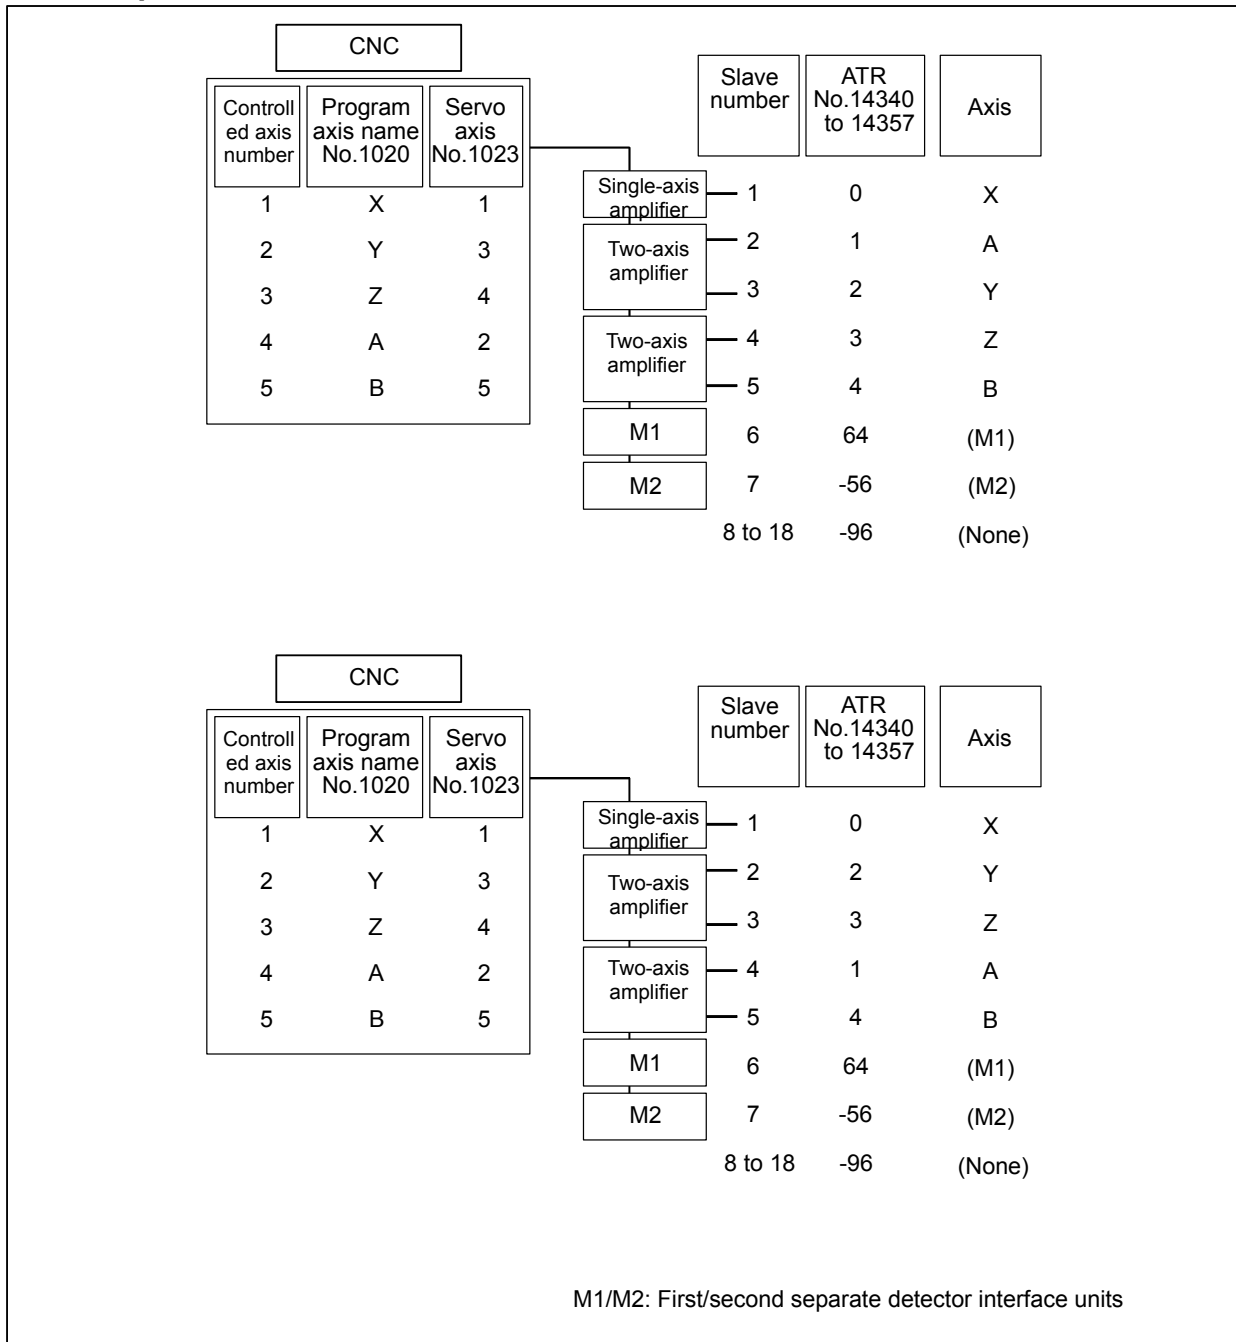 CNC
Controll
ed axis
number
Program
axis name
No.1020
Servo
axis
No.1023
1 X 1
2 Y 3
3 Z 4
4 A 2
5 B 5
Slave
number
ATR
No.14340
to 14357
Axis
Single-axis
amplifier
1 0 X
Two-axis
amplifier
2 1 A
3 2 Y
Two-axis
amplifier
4 3 Z
5 4 B
M1 6 64 (M1)
M2 7 -56 (M2)
8 to 18 -96 (None)
CNC
Controll
ed axis
number
Program
axis name
No.1020
Servo
axis
No.1023
1 X 1
2 Y 3
3 Z 4
4 A 2
5 B 5
Slave
number
ATR
No.14340
to 14357
Axis
Single-axis
amplifier
1 0 X
Two-axis
amplifier
2 2 Y
3 3 Z
Two-axis
amplifier
4 1 A
5 4 B
M1 6 64 (M1)
M2 7 -56 (M2)
8 to 18 -96 (None)
M1/M2: First/second separate detector interface units